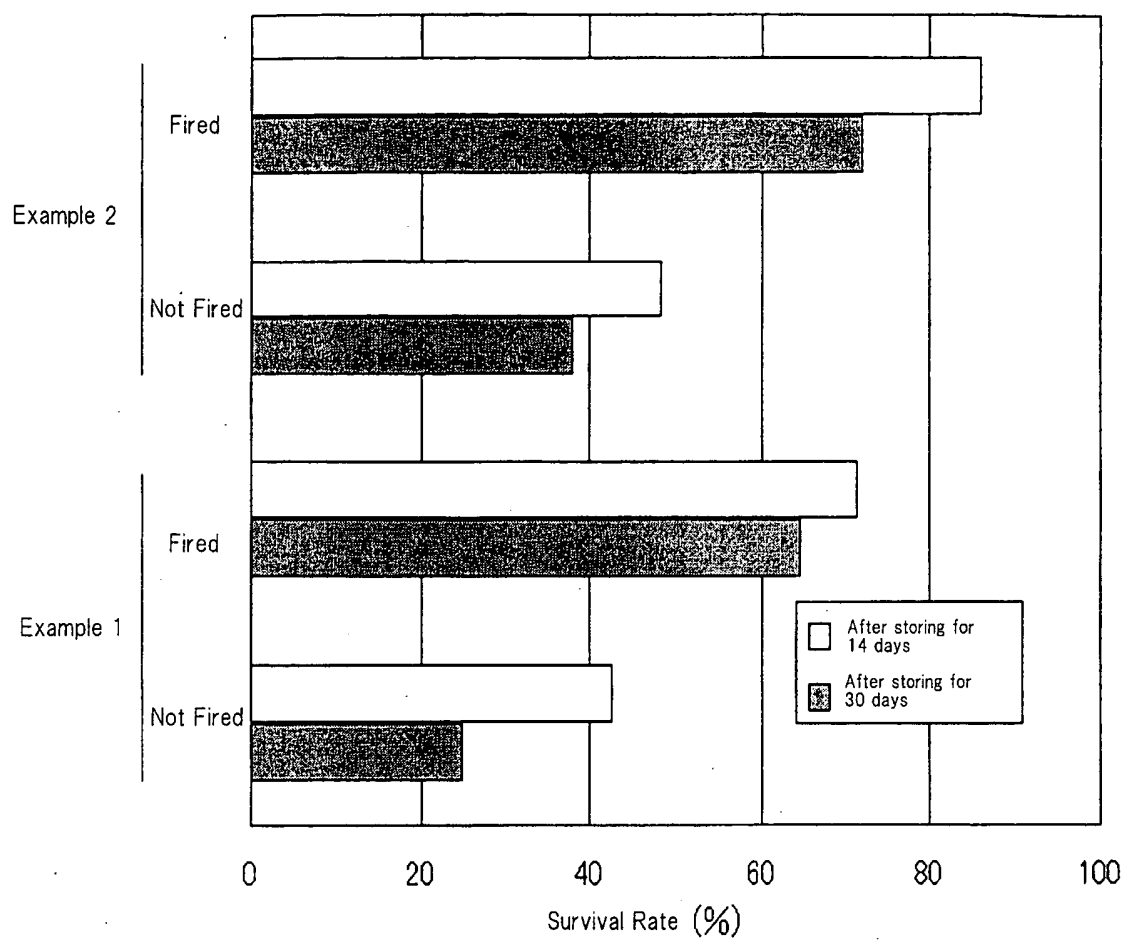 Fired
Example 2
Not Fired
Fired
Example 1
Not Fired
After storing for
14 days
After storing for
30 days
0 20 40 60 80 100
Survival Rate (%)